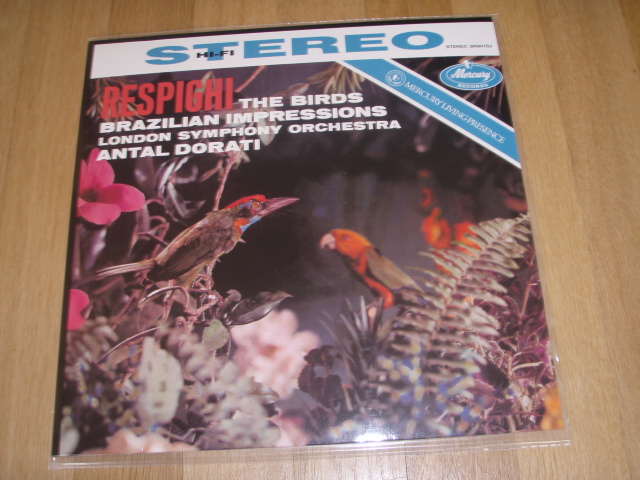 STEREO
HI-FI
STEREO SR90153
Mercury
RECORDS
MERCURY LIVING PRESENCE
RESPIGHI THE BIRDS
BRAZILIAN IMPRESSIONS
LONDON SYMPHONY ORCHESTRA
ANTAL DORATI